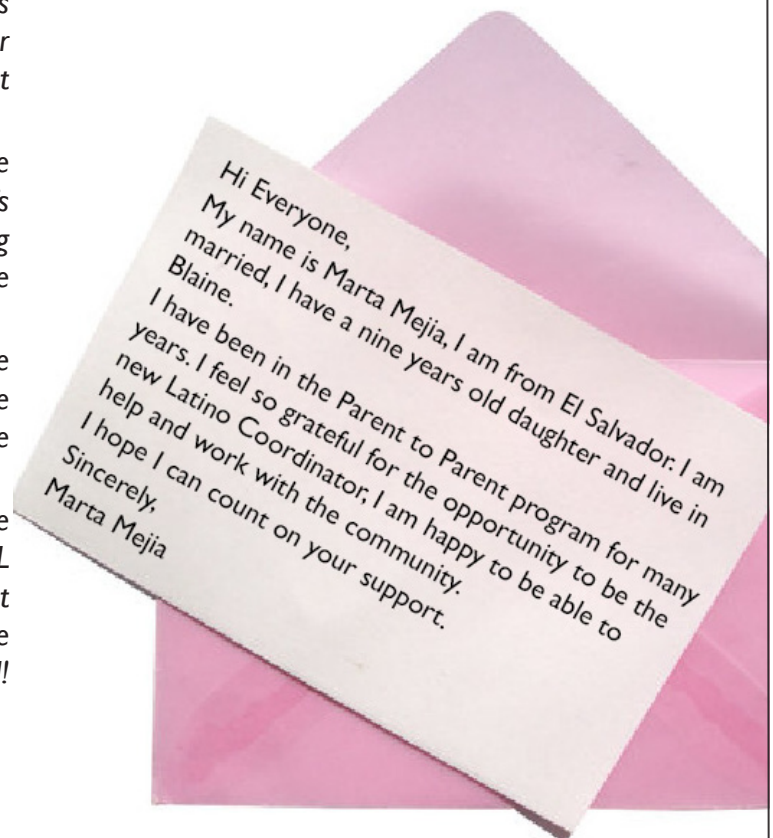 s
r
t
e
s
g
e
e
e
e
e
L
t
e
!!
Hi Everyone,
My name is Marta Mejia, I am from El Salvador. I am
married, I have a nine years old daughter and live in
Blaine.
I have been in the Parent to Parent program for many
years. I feel so grateful for the opportunity to be the
new Latino Coordinator, I am happy to be able to
help and work with the community.
I hope I can count on your support.
Sincerely,
Marta Mejia